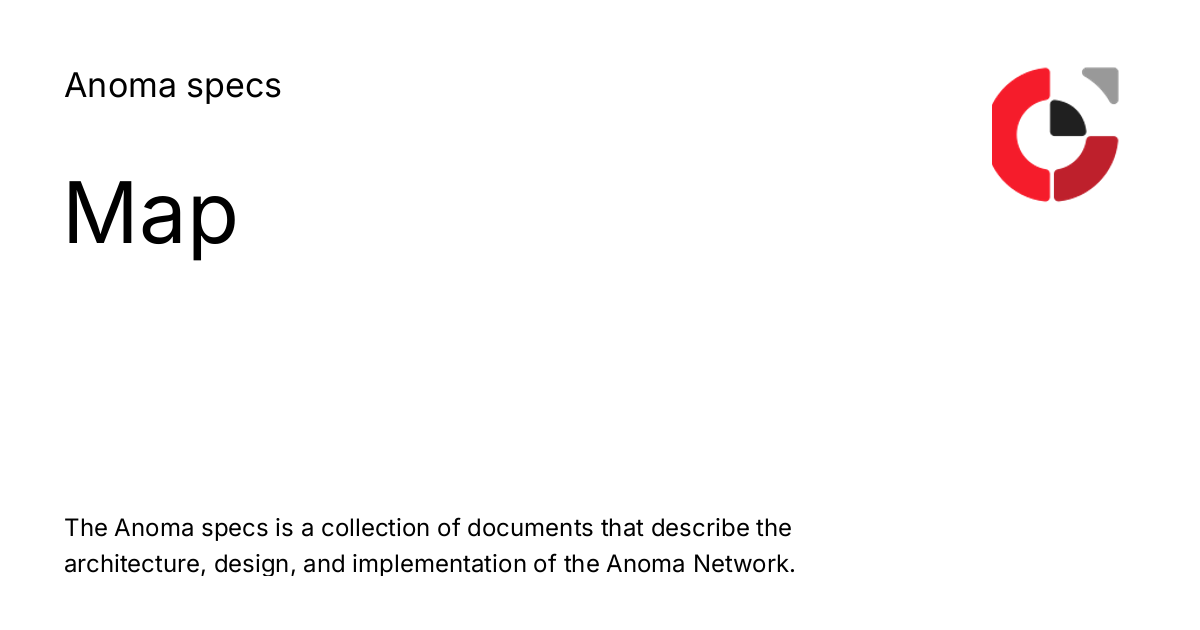 Anoma specs
Map
The Anoma specs is a collection of documents that describe the
architecture, design, and implementation of the Anoma Network.